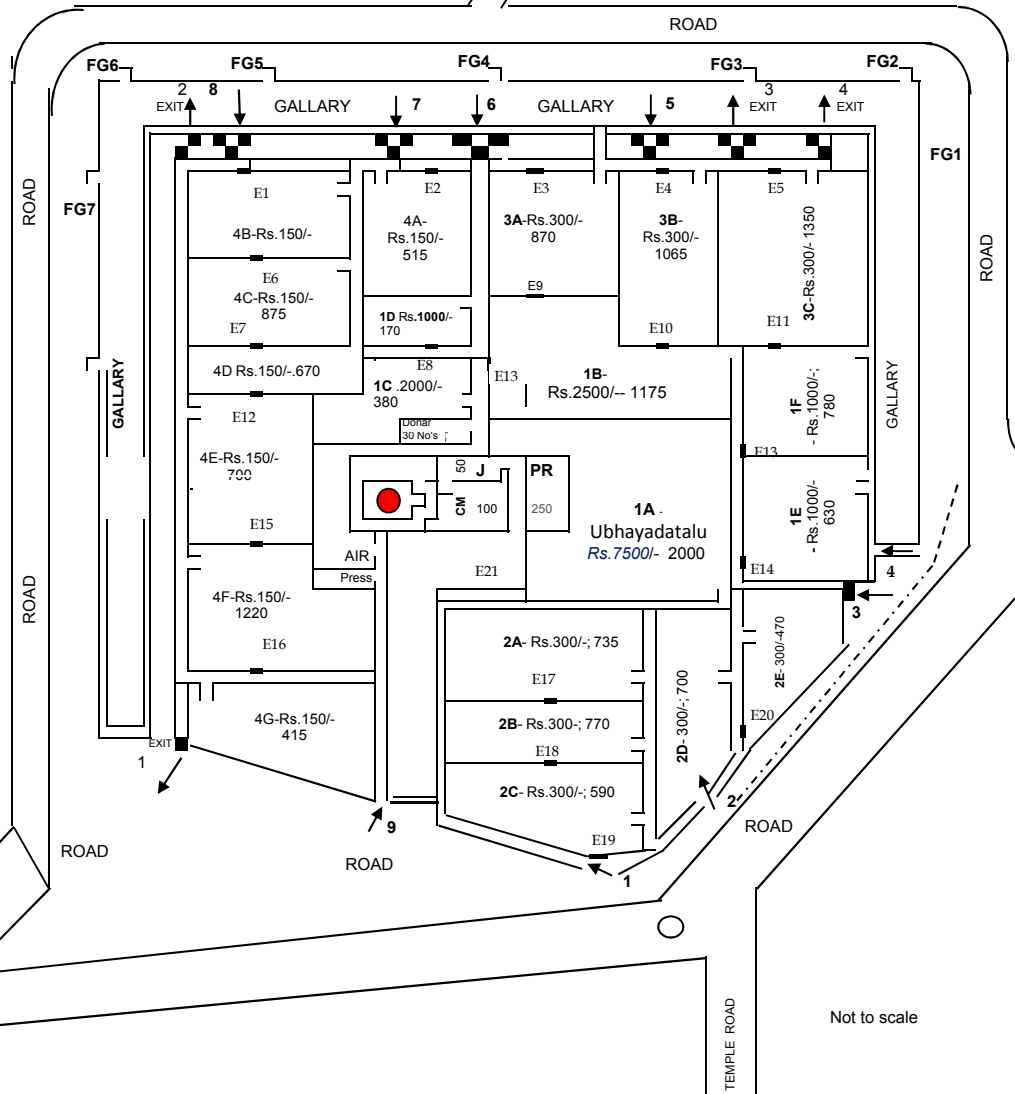 ROAD
FG6
FG5
FG4
FG3
FG2
2
8
EXIT
GALLARY
7
6
GALLARY
5
3
EXIT
4
EXIT
FG1
ROAD
FG7
E1
E2
E3
E4
E5
4B-Rs.150/-
4A-
Rs.150/-
515
3A-Rs.300/-
870
3B-
Rs.300/-
1065
3C-Rs.300/- 1350
ROAD
E6
4C-Rs.150/-
875
E7
E9
1D Rs.1000/-
170
E10
E11
GALLARY
4D Rs.150/-.670
E8
1C .2000/-
380
E13
1B-
Rs.2500/-- 1175
1F
- Rs.1000/-;
780
GALLARY
E12
Donar
30 No's ;
E13
4E-Rs.150/-
700
50
J
PR
CM
100
250
1A -
Ubhayadatalu
Rs.7500/- 2000
1E
- Rs.1000/-
630
E15
AIR
Press
E21
E14
4
3
ROAD
4F-Rs.150/-
1220
E16
2A- Rs.300/-; 735
E17
2D- 300/-; 700
2E- 300/-470
4G-Rs.150/-
415
2B- Rs.300-; 770
E18
E20
EXIT
1
2C- Rs.300/-; 590
2
9
E19
ROAD
ROAD
ROAD
1
TEMPLE ROAD
Not to scale